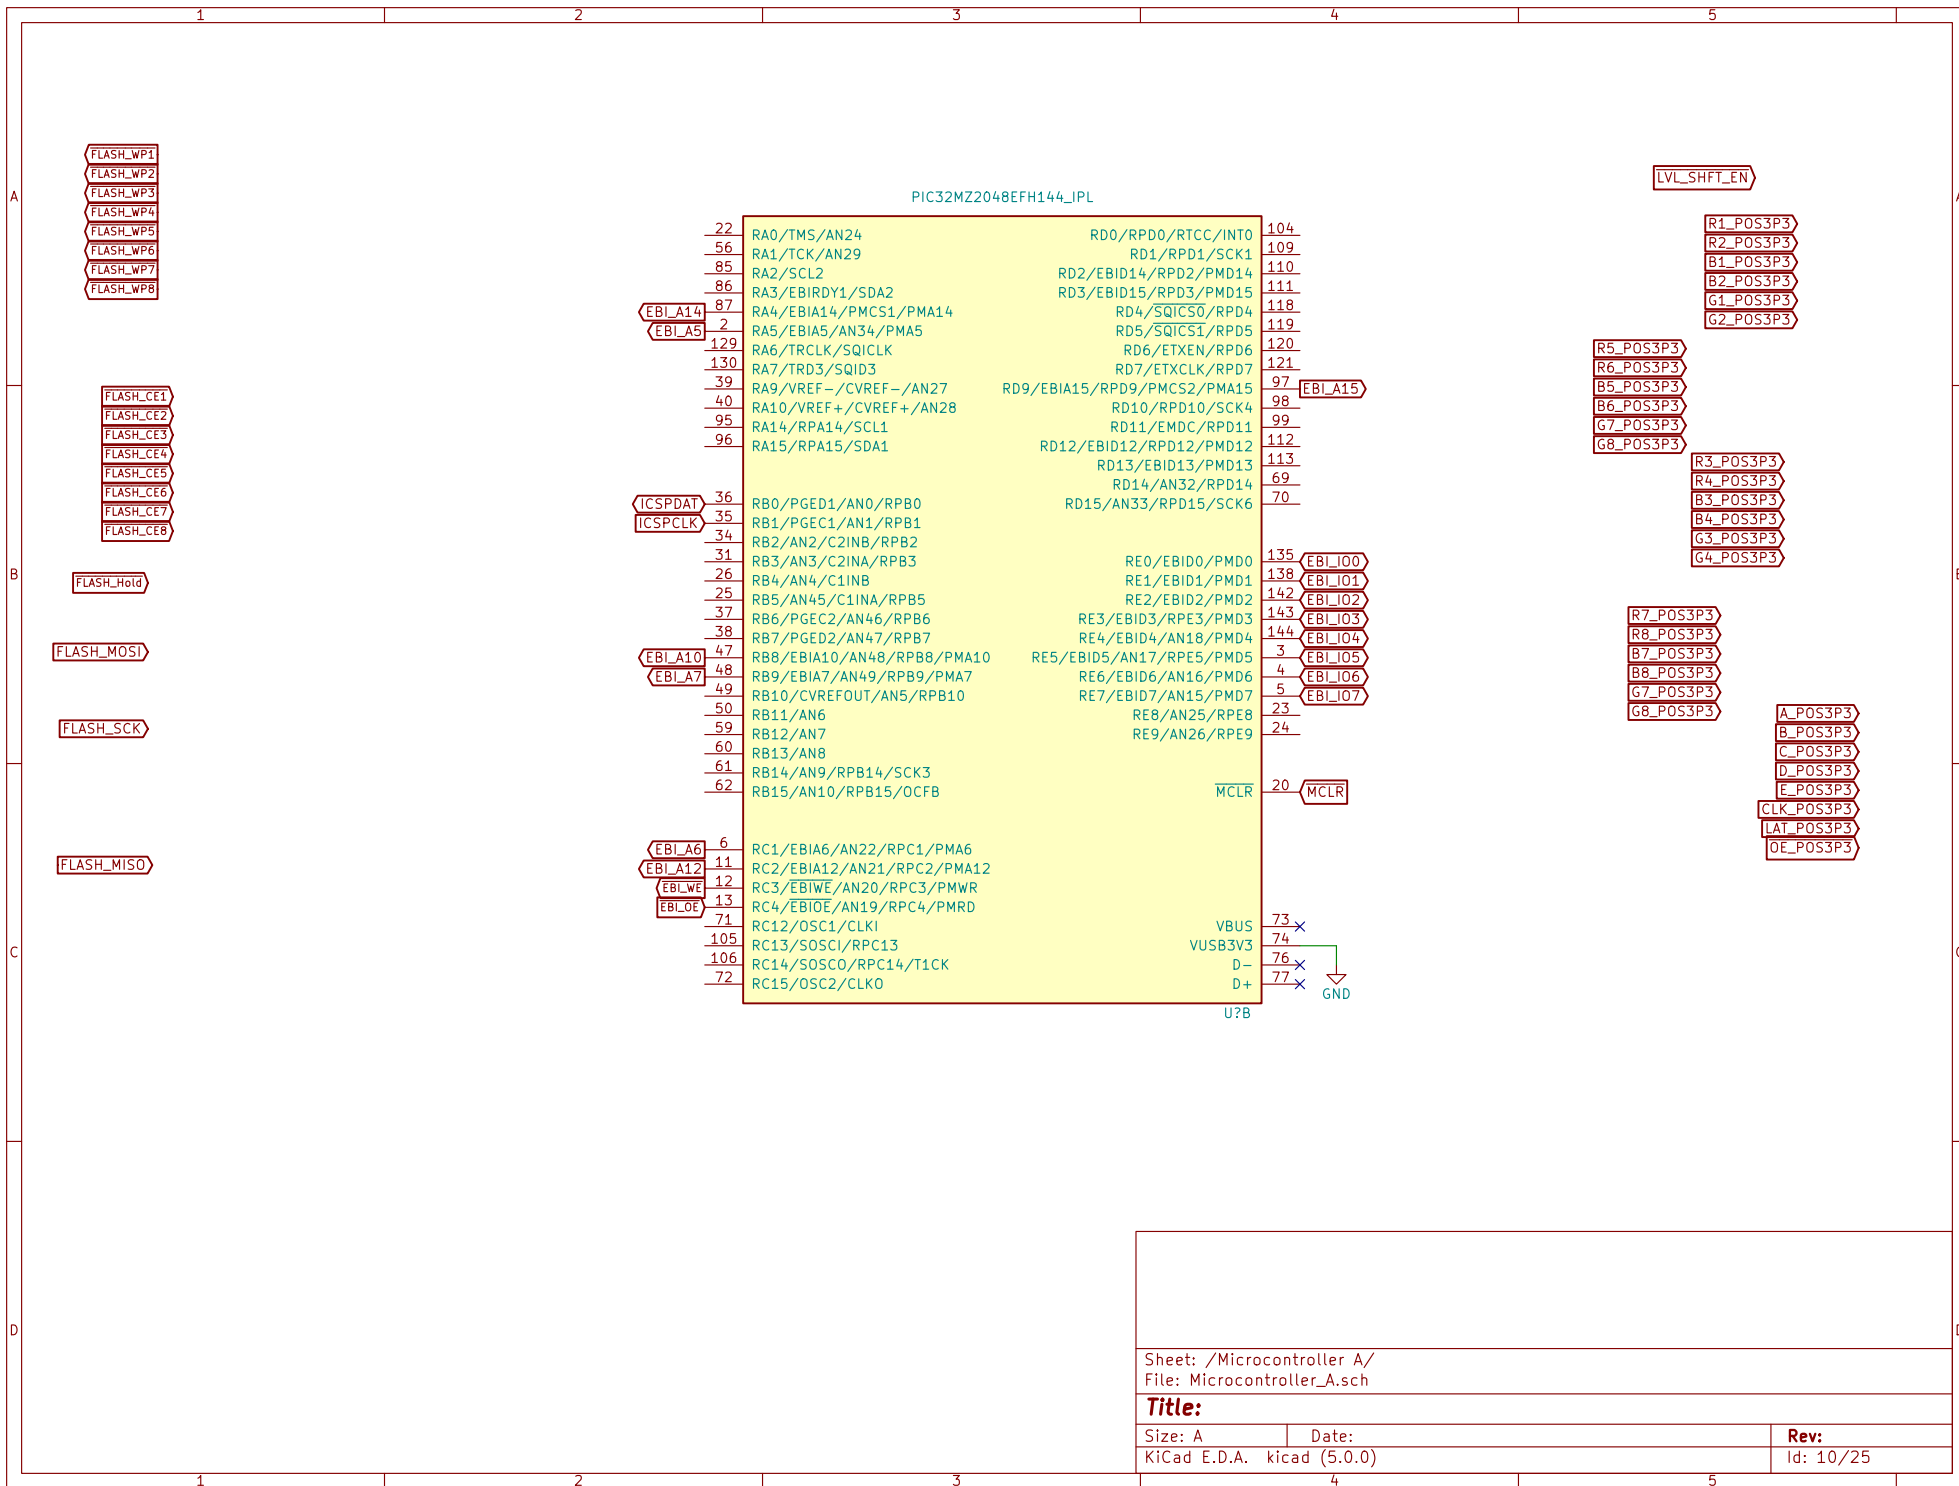 1 2 3 4 5
A
B
C
D
FLASH_WP1
FLASH_WP2
FLASH_WP3
FLASH_WP4
FLASH_WP5
FLASH_WP6
FLASH_WP7
FLASH_WP8
FLASH_CE1
FLASH_CE2
FLASH_CE3
FLASH_CE4
FLASH_CE5
FLASH_CE6
FLASH_CE7
FLASH_CE8
FLASH_Hold
FLASH_MOSI
FLASH_SCK
FLASH_MISO
PIC32MZ2048EFH144_IPL
22 RA0/TMS/AN24
56 RA1/TCK/AN29
85 RA2/SCL2
86 RA3/EBIRDY1/SDA2
EBI_A14 87 RA4/EBIA14/PMCS1/PMA14
EBI_A5 2 RA5/EBIA5/AN34/PMA5
129 RA6/TRCLK/SQICLK
130 RA7/TRD3/SQID3
39 RA9/VREF-/CVREF-/AN27
40 RA10/VREF+/CVREF+/AN28
95 RA14/RPA14/SCL1
96 RA15/RPA15/SDA1
ICSPDAT 36 RB0/PGED1/AN0/RPB0
ICSPCLK 35 RB1/PGEC1/AN1/RPB1
34 RB2/AN2/C2INB/RPB2
31 RB3/AN3/C2INA/RPB3
26 RB4/AN4/C1INB
25 RB5/AN45/C1INA/RPB5
37 RB6/PGEC2/AN46/RPB6
38 RB7/PGED2/AN47/RPB7
EBI_A10 47 RB8/EBIA10/AN48/RPB8/PMA10
EBI_A7 48 RB9/EBIA7/AN49/RPB9/PMA7
49 RB10/CVREFOUT/AN5/RPB10
50 RB11/AN6
59 RB12/AN7
60 RB13/AN8
61 RB14/AN9/RPB14/SCK3
62 RB15/AN10/RPB15/OCFB
EBI_A6 6 RC1/EBIA6/AN22/RPC1/PMA6
EBI_A12 11 RC2/EBIA12/AN21/RPC2/PMA12
EBI_WE 12 RC3/EBIWE/AN20/RPC3/PMWR
EBI_OE 13 RC4/EBIOE/AN19/RPC4/PMRD
71 RC12/OSC1/CLKI
105 RC13/SOSCI/RPC13
106 RC14/SOSCO/RPC14/T1CK
72 RC15/OSC2/CLKO
RD0/RPD0/RTCC/INT0 104
RD1/RPD1/SCK1 109
RD2/EBID14/RPD2/PMD14 110
RD3/EBID15/RPD3/PMD15 111
RD4/SQICS0/RPD4 118
RD5/SQICS1/RPD5 119
RD6/ETXEN/RPD6 120
RD7/ETXCLK/RPD7 121
RD9/EBIA15/RPD9/PMCS2/PMA15 97 EBI_A15
RD10/RPD10/SCK4 98
RD11/EMDC/RPD11 99
RD12/EBID12/RPD12/PMD12 112
RD13/EBID13/PMD13 113
RD14/AN32/RPD14 69
RD15/AN33/RPD15/SCK6 70
RE0/EBID0/PMD0 135 EBI_IO0
RE1/EBID1/PMD1 138 EBI_IO1
RE2/EBID2/PMD2 142 EBI_IO2
RE3/EBID3/RPE3/PMD3 143 EBI_IO3
RE4/EBID4/AN18/PMD4 144 EBI_IO4
RE5/EBID5/AN17/RPE5/PMD5 3 EBI_IO5
RE6/EBID6/AN16/PMD6 4 EBI_IO6
RE7/EBID7/AN15/PMD7 5 EBI_IO7
RE8/AN25/RPE8 23
RE9/AN26/RPE9 24
MCLR 20 MCLR
VBUS 73
VUSB3V3 74
D- 76
D+ 77
GND
U?B
LVL_SHFT_EN
R1_POS3P3
R2_POS3P3
B1_POS3P3
B2_POS3P3
G1_POS3P3
G2_POS3P3
R5_POS3P3
R6_POS3P3
B5_POS3P3
B6_POS3P3
G7_POS3P3
G8_POS3P3
R3_POS3P3
R4_POS3P3
B3_POS3P3
B4_POS3P3
G3_POS3P3
G4_POS3P3
R7_POS3P3
R8_POS3P3
B7_POS3P3
B8_POS3P3
G7_POS3P3
G8_POS3P3
A_POS3P3
B_POS3P3
C_POS3P3
D_POS3P3
E_POS3P3
CLK_POS3P3
LAT_POS3P3
OE_POS3P3
Sheet: /Microcontroller A/
File: Microcontroller_A.sch
Title:
Size: A Date: Rev:
KiCad E.D.A. kicad (5.0.0) Id: 10/25
1 2 3 4 5